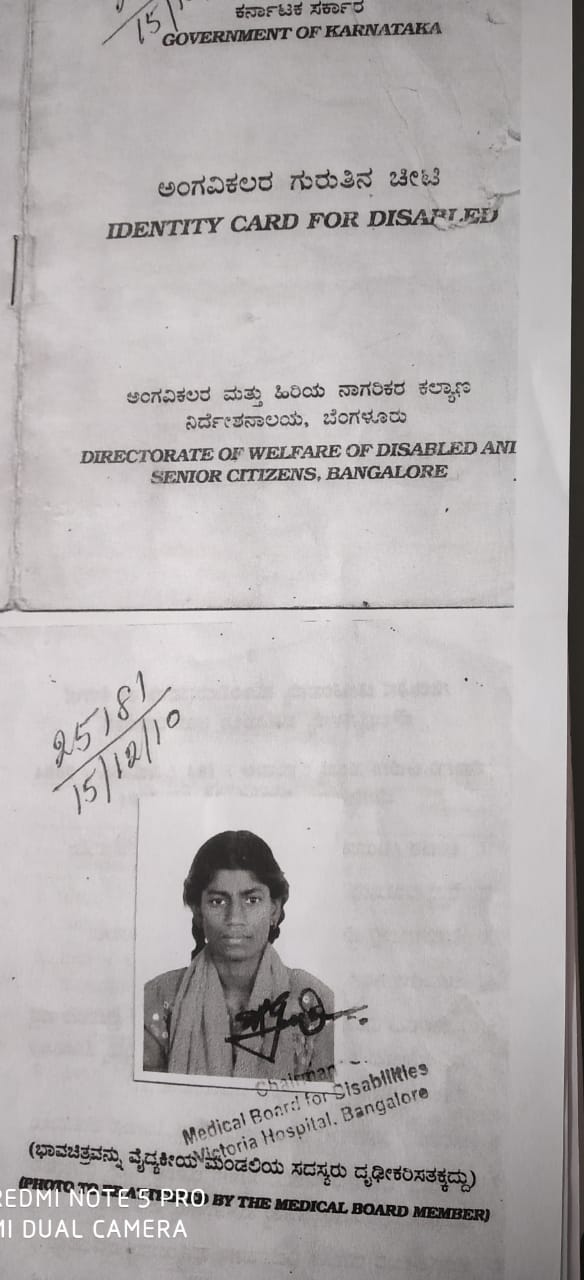 15/1
ಕರ್ನಾಟಕ ಸರ್ಕಾರ
GOVERNMENT OF KARNATAKA
ಅಂಗವಿಕಲರ ಗುರುತಿನ ಚೀಟಿ
IDENTITY CARD FOR DISABLED
ಅಂಗವಿಕಲರ ಮತ್ತು ಹಿರಿಯ ನಾಗರಿಕರ ಕಲ್ಯಾಣ
ನಿರ್ದೇಶನಾಲಯ, ಬೆಂಗಳೂರು
DIRECTORATE OF WELFARE OF DISABLED AND
SENIOR CITIZENS, BANGALORE
25181
15/12/10
Chairman
Medical Board for Disabilities
Victoria Hospital. Bangalore
(ಭಾವಚಿತ್ರವನ್ನು ವೈದ್ಯಕೀಯ ಮಂಡಲಿಯ ಸದಸ್ಯರು ದೃಢೀಕರಿಸತಕ್ಕದ್ದು)
(PHOTO TO ATTESTED BY THE MEDICAL BOARD MEMBER)
REDMI NOTE 5 PRO
MI DUAL CAMERA